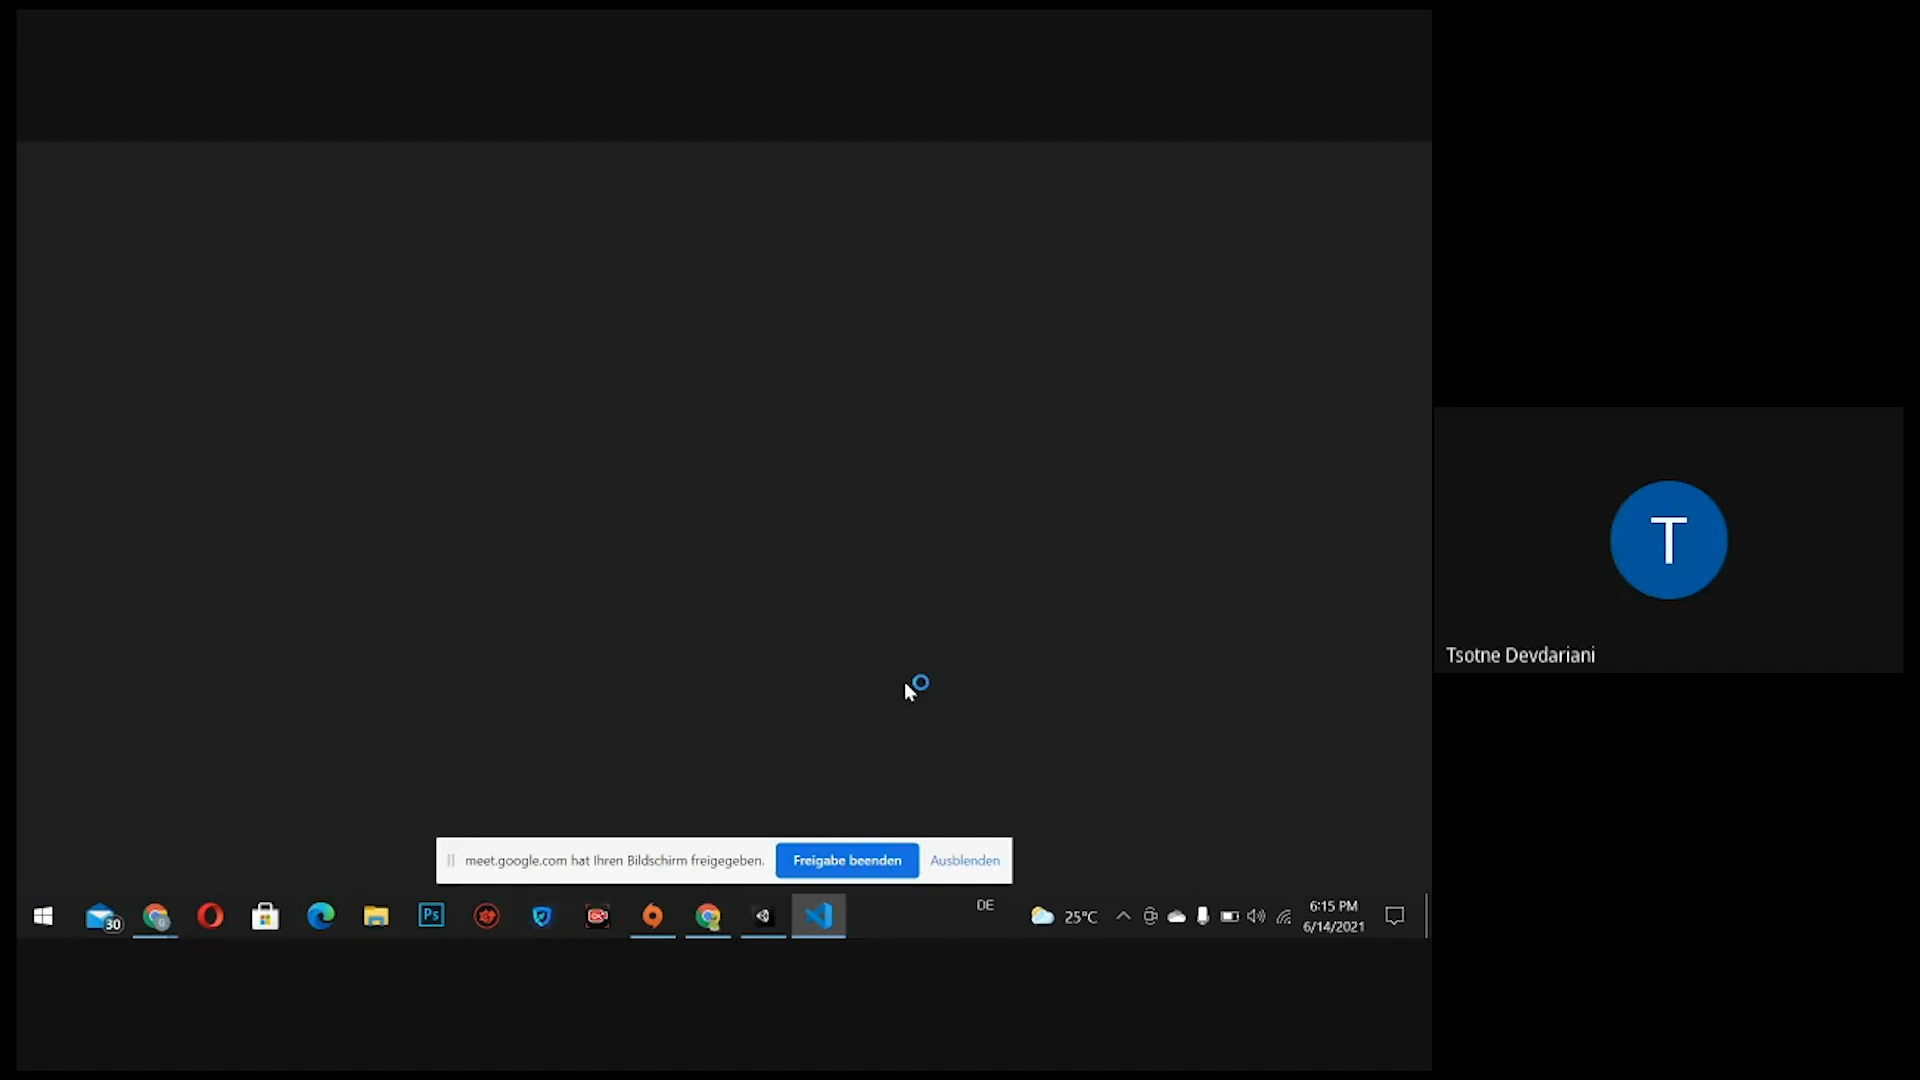 T
Tsotne Devdariani
meet.google.com hat Ihren Bildschirm freigegeben.
Freigabe beenden
Ausblenden
30
Ps
DE
25°C
6:15 PM
6/14/2021